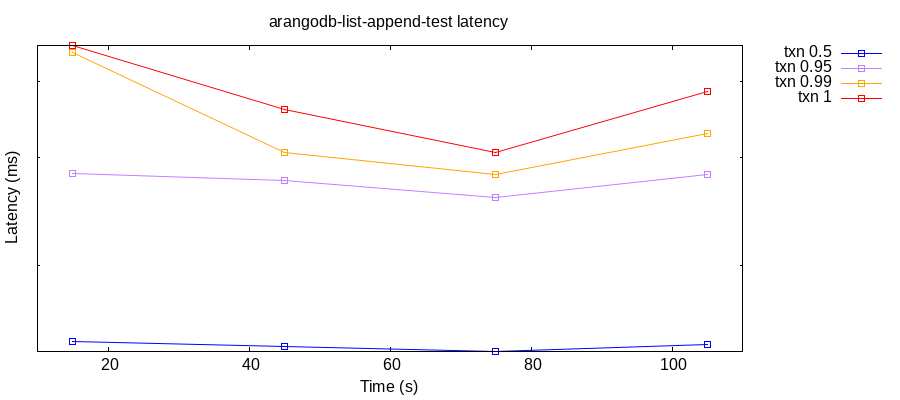 arangodb-list-append-test latency
txn 0.5
txn 0.95
txn 0.99
txn 1
Latency (ms)
20 40 60 80 100
Time (s)